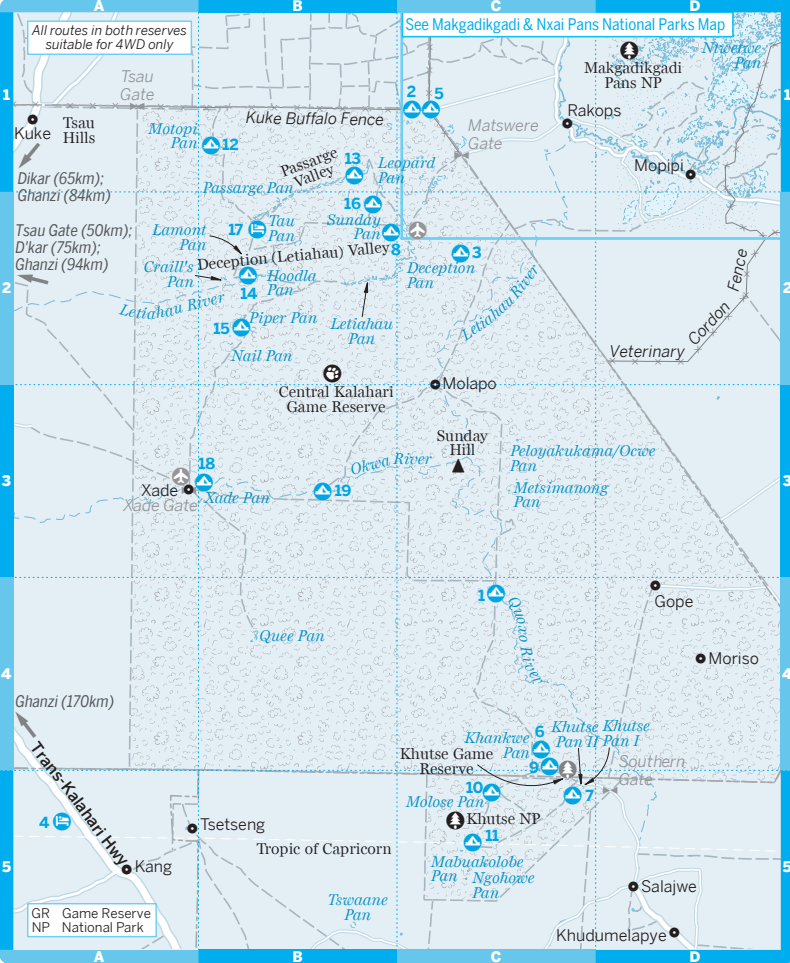 A
B
C
D
All routes in both reserves
suitable for 4WD only
See Makgadikgadi & Nxai Pans National Parks Map
Ntwetwe
Pan
Makgadikgadi
Pans NP
Tsau
Gate
1
2
5
1
Kuke
Tsau
Hills
Motopi
Pan
12
Kuke Buffalo Fence
Rakops
Matswere
Gate
Mopipi
Passarge
Valley
13
Leopard
Pan
Dikar (65km);
Ghanzi (84km)
Passarge Pan
16
Tsau Gate (50km);
D'kar (75km);
Ghanzi (94km)
Lamont
Pan
17
Tau
Pan
Sunday
Pan
8
3
Deception (Letiahau) Valley
Craill's
Pan
14
Hoodla
Pan
Deception
Pan
2
2
Letiahau River
Letiahau River
Letiahau
Pan
15
Piper Pan
Nail Pan
Veterinary Cordon Fence
Central Kalahari
Game Reserve
Molapo
Sunday
Hill
Peloyakukama/Ocwe
Pan
Okwa River
3
3
18
Xade
Xade Gate
Xade Pan
19
Metsimanong
Pan
1
Quoxo River
Gope
Quee Pan
Moriso
4
4
Ghanzi (170km)
6
Khankwe
Pan
Khutse
Pan II
Khutse
Pan I
Khutse Game
Reserve
9
Southern
Gate
10
Molose Pan
7
Trans-Kalahari Hwy
4
Tsetseng
Khutse NP
11
Tropic of Capricorn
Mabuakolobe
Pan
Ngohowe
Pan
5
5
Kang
Salajwe
Tswaane
Pan
Khudumelapye
GR Game Reserve
NP National Park
A
B
C
D